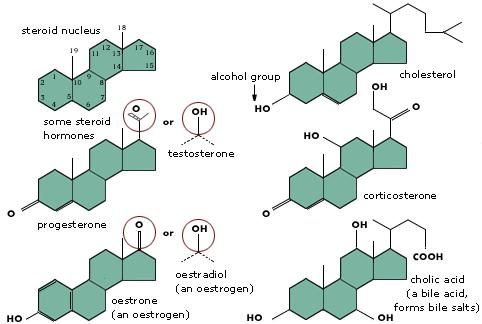 steroid nucleus
18
19
12
17
11
13
16
1
9
14
15
2
10
8
3
5
7
4
6
alcohol group
cholesterol
HO
some steroid
hormones
O
or
OH
testosterone
O
progesterone
OH
O
HO
corticosterone
O
O
or
OH
oestradiol
(an oestrogen)
oestrone
(an oestrogen)
HO
OH
COOH
cholic acid
(a bile acid,
forms bile salts)
HO
OH